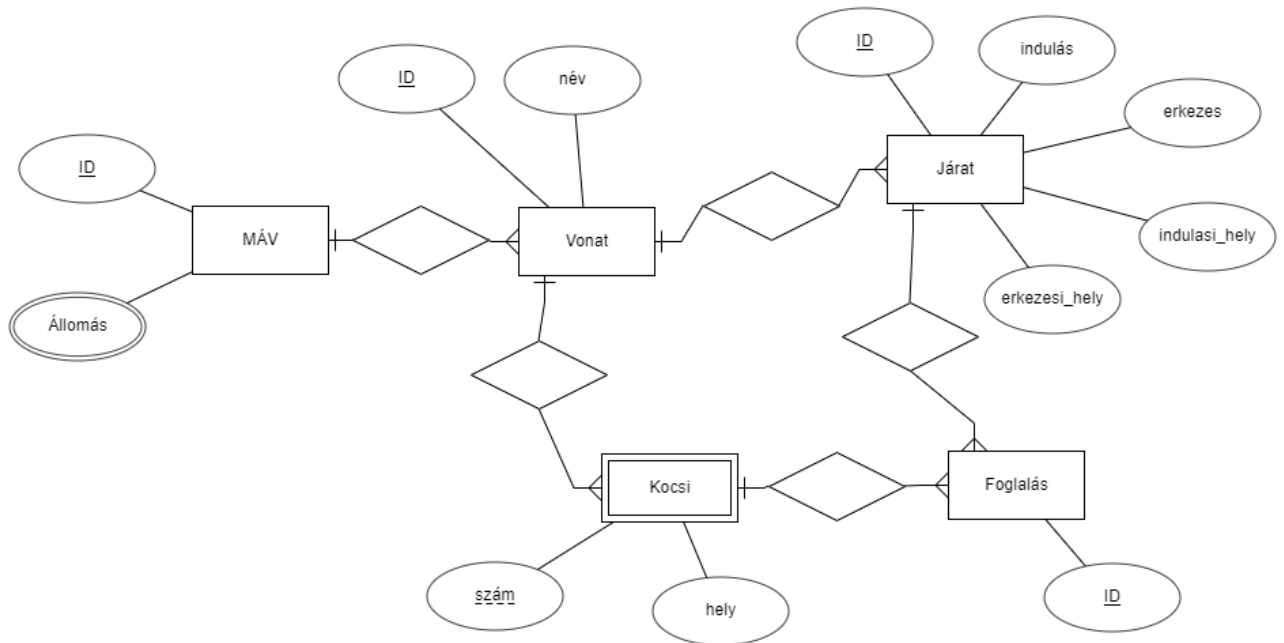 ID
indulás
ID
név
erkezes
ID
Járat
MÁV
Vonat
indulasi_hely
erkezesi_hely
Állomás
Kocsi
Foglalás
szám
hely
ID